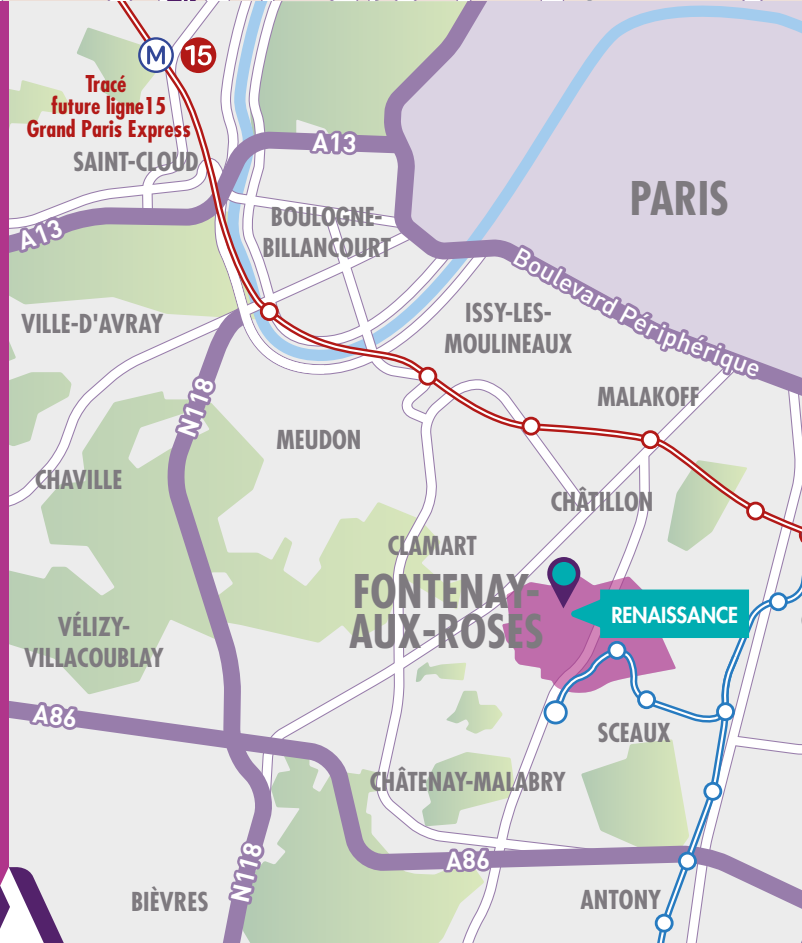 M 15
Tracé
future ligne15
Grand Paris Express
SAINT-CLOUD
A13
PARIS
BOULOGNE-
BILLANCOURT
A13
Boulevard Périphérique
VILLE-D'AVRAY
ISSY-LES-
MOULINEAUX
N118
MALAKOFF
MEUDON
CHAVILLE
CHÂTILLON
CLAMART
FONTENAY-
AUX-ROSES
RENAISSANCE
VÉLIZY-
VILLACOUBLAY
A86
SCEAUX
CHÂTENAY-MALABRY
N118
A86
BIÈVRES
ANTONY